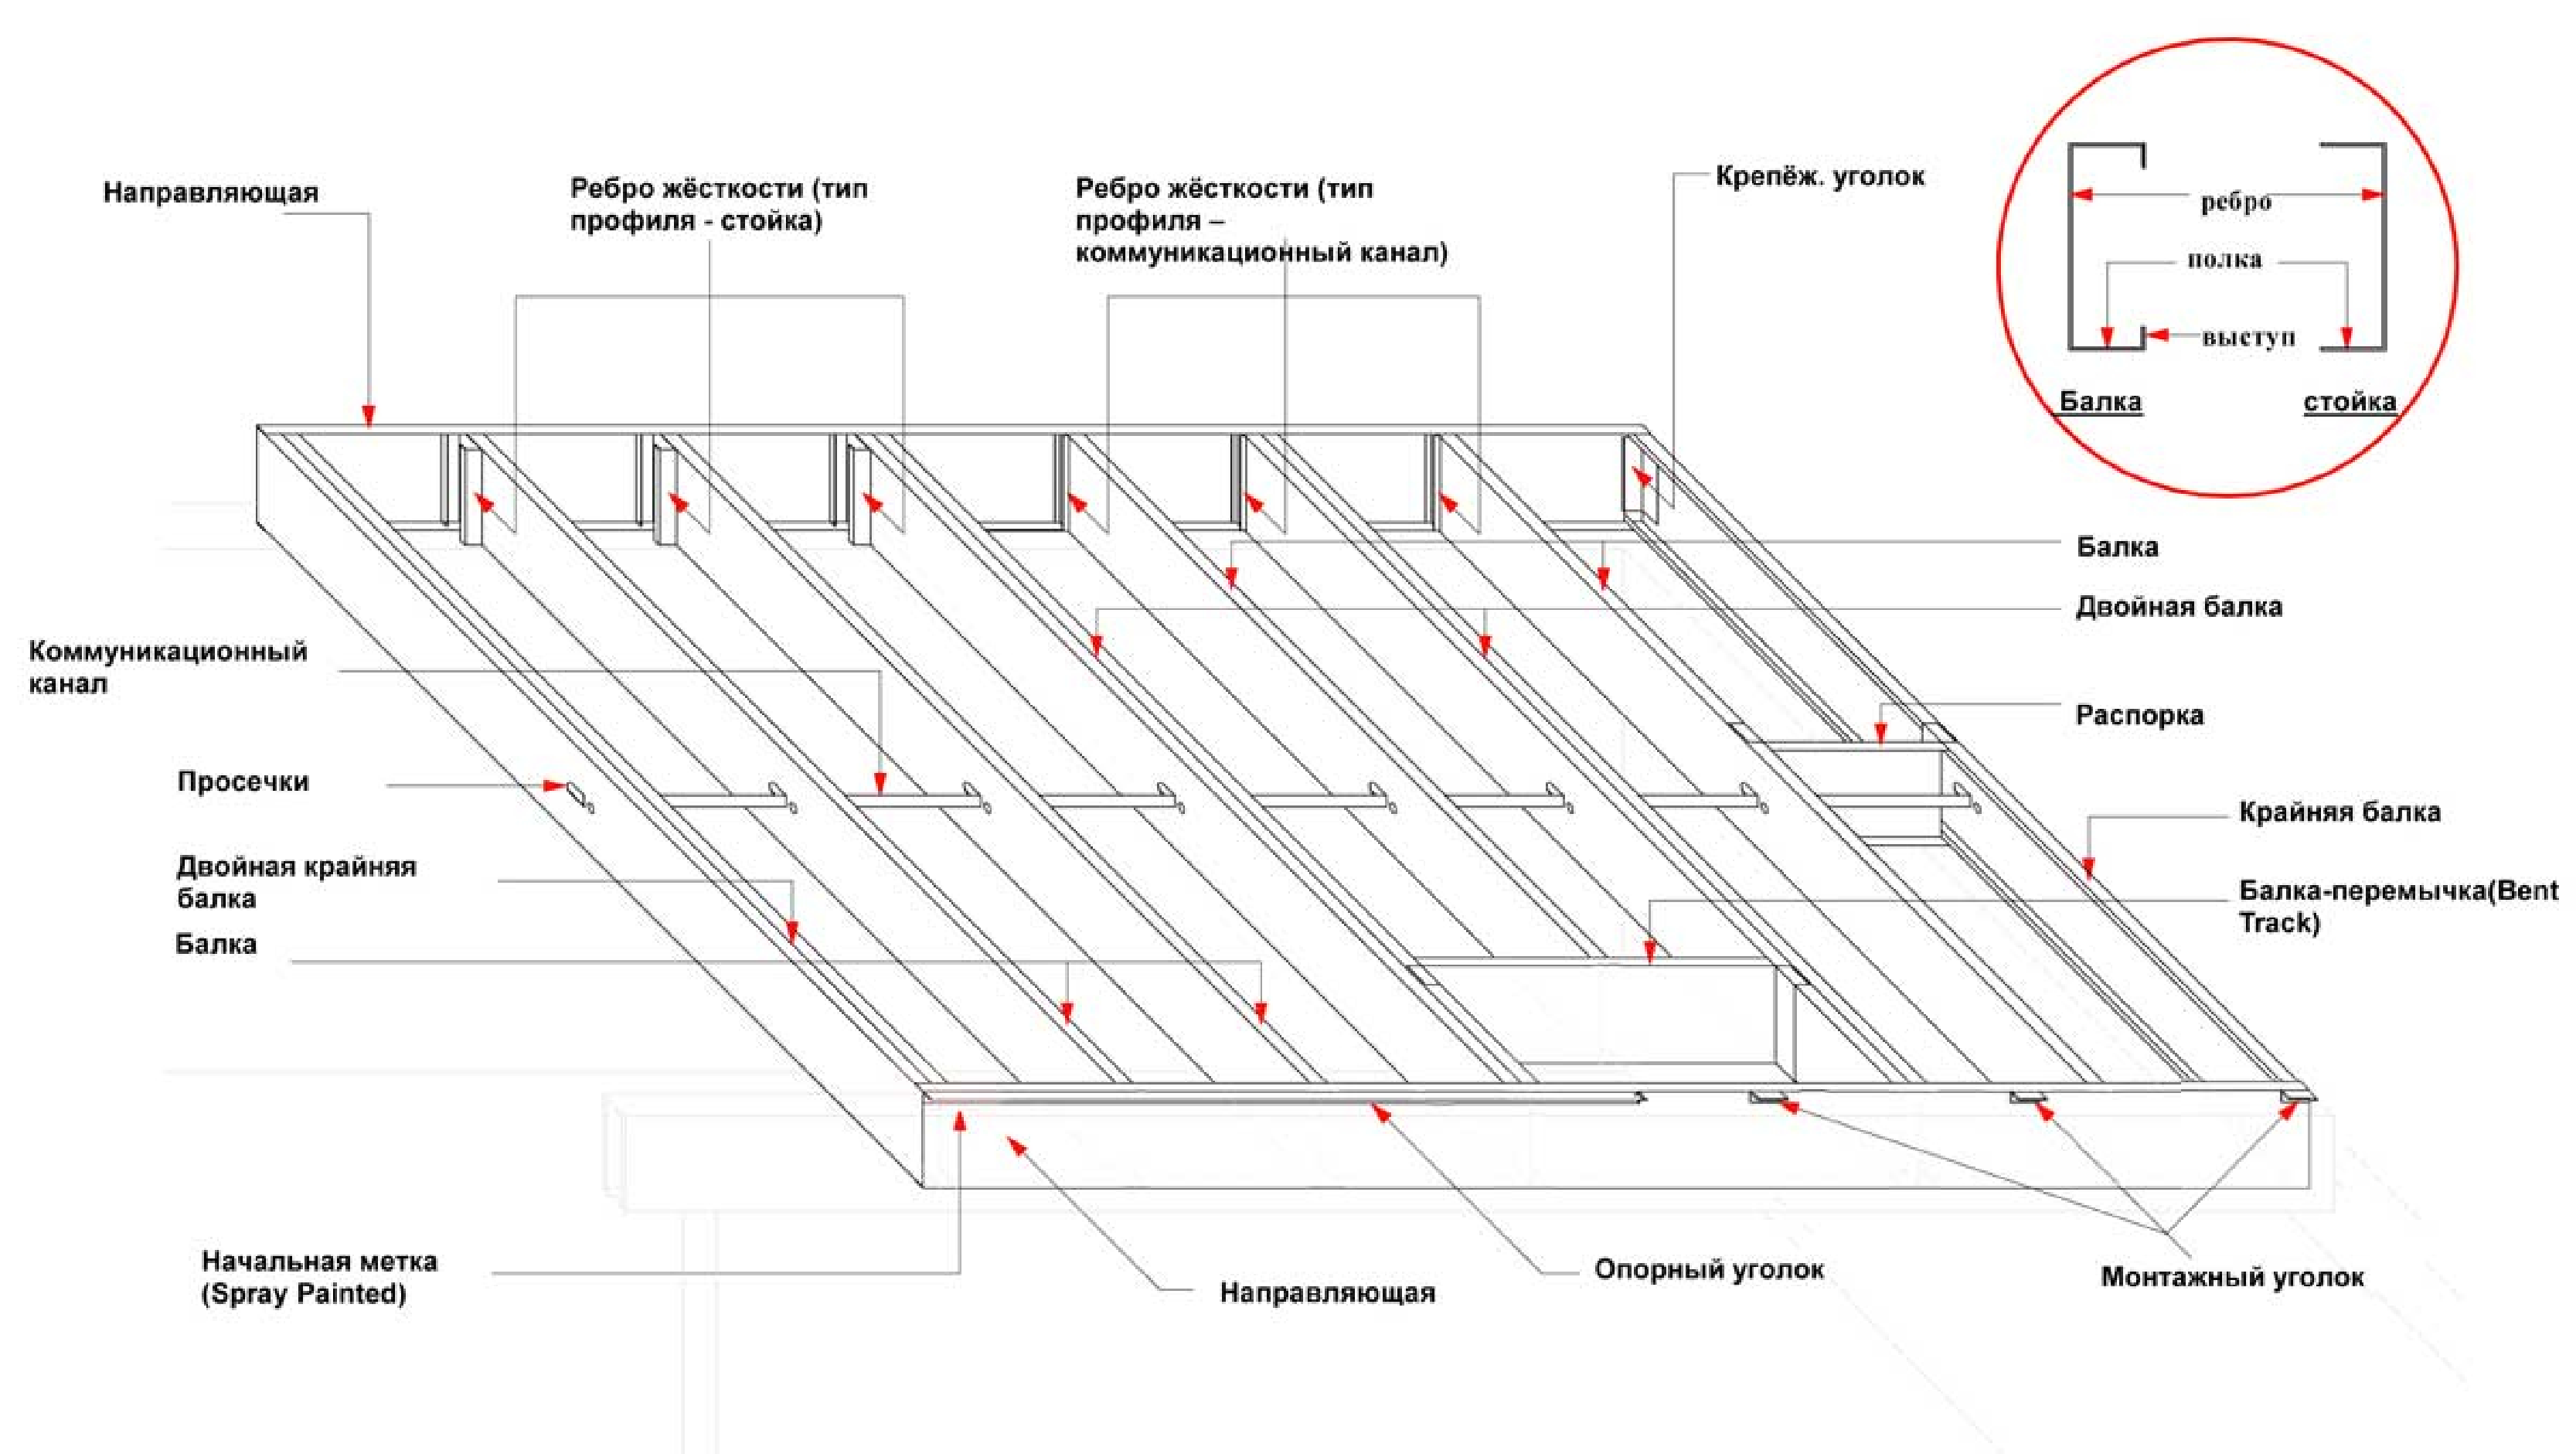 Направляющая
Ребро жёсткости (тип
профиля - стойка)
Ребро жёсткости (тип
профиля –
коммуникационный канал)
Крепёж. уголок
ребро
полка
выступ
Балка
стойка
Балка
Двойная балка
Распорка
Крайняя балка
Балка-перемычка(Bent
Track)
Коммуникационный
канал
Просечки
Двойная крайняя
балка
Балка
Начальная метка
(Spray Painted)
Направляющая
Опорный уголок
Монтажный уголок